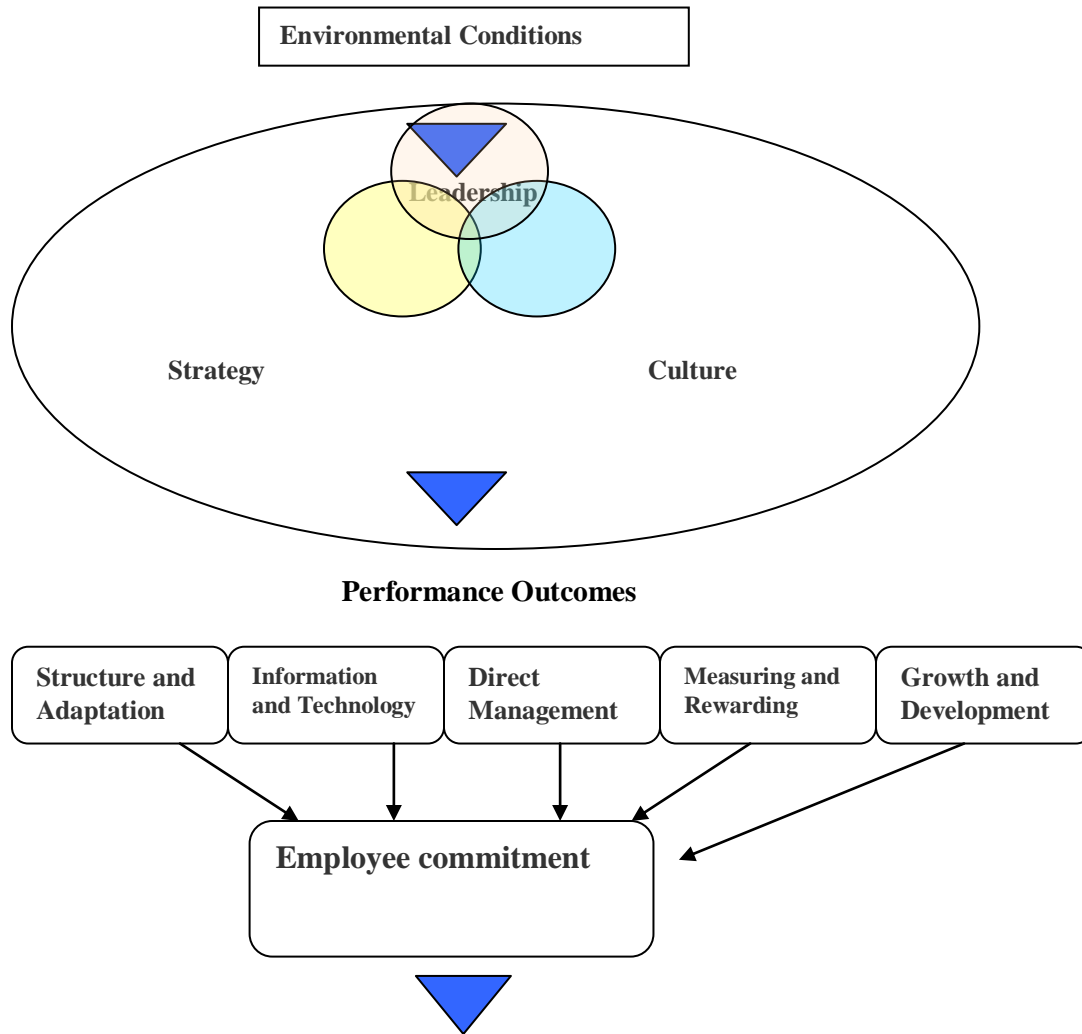 Environmental Conditions
Leadership
Strategy
Culture
Performance Outcomes
Structure and
Adaptation
Information
and Technology
Direct
Management
Measuring and
Rewarding
Growth and
Development
Employee commitment